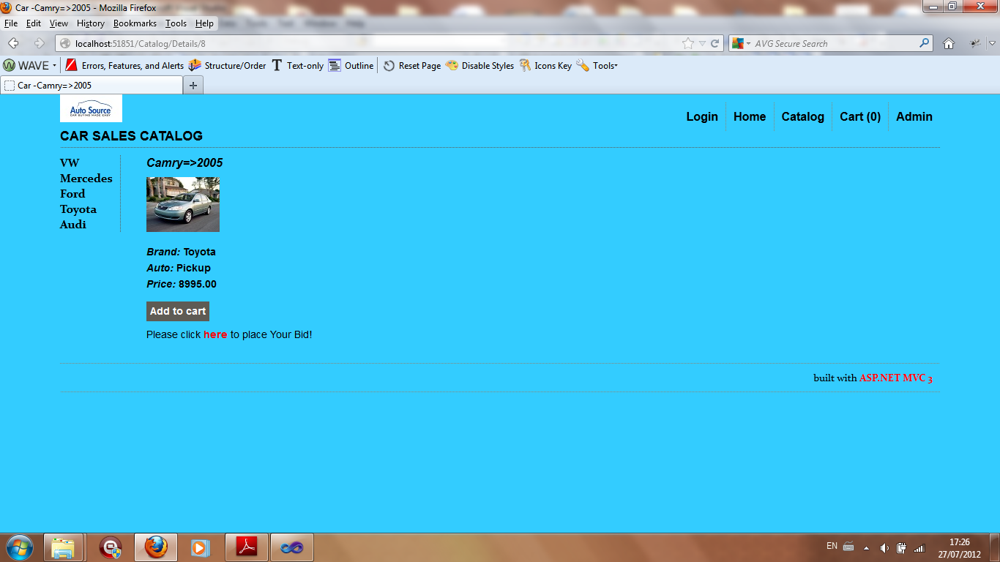 Car -Camry=>2005 - Mozilla Firefox
File Edit View History Bookmarks Tools Help
localhost:51851/Catalog/Details/8 AVG Secure Search
WAVE Errors, Features, and Alerts Structure/Order Text-only Outline Reset Page Disable Styles Icons Key Tools
Car -Camry=>2005
Auto Source
CAR BUYING MADE EASY
Login Home Catalog Cart (0) Admin
CAR SALES CATALOG
VW
Mercedes
Ford
Toyota
Audi
Camry=>2005
Brand: Toyota
Auto: Pickup
Price: 8995.00
Add to cart
Please click here to place Your Bid!
built with ASP.NET MVC 3
EN
17:26
27/07/2012